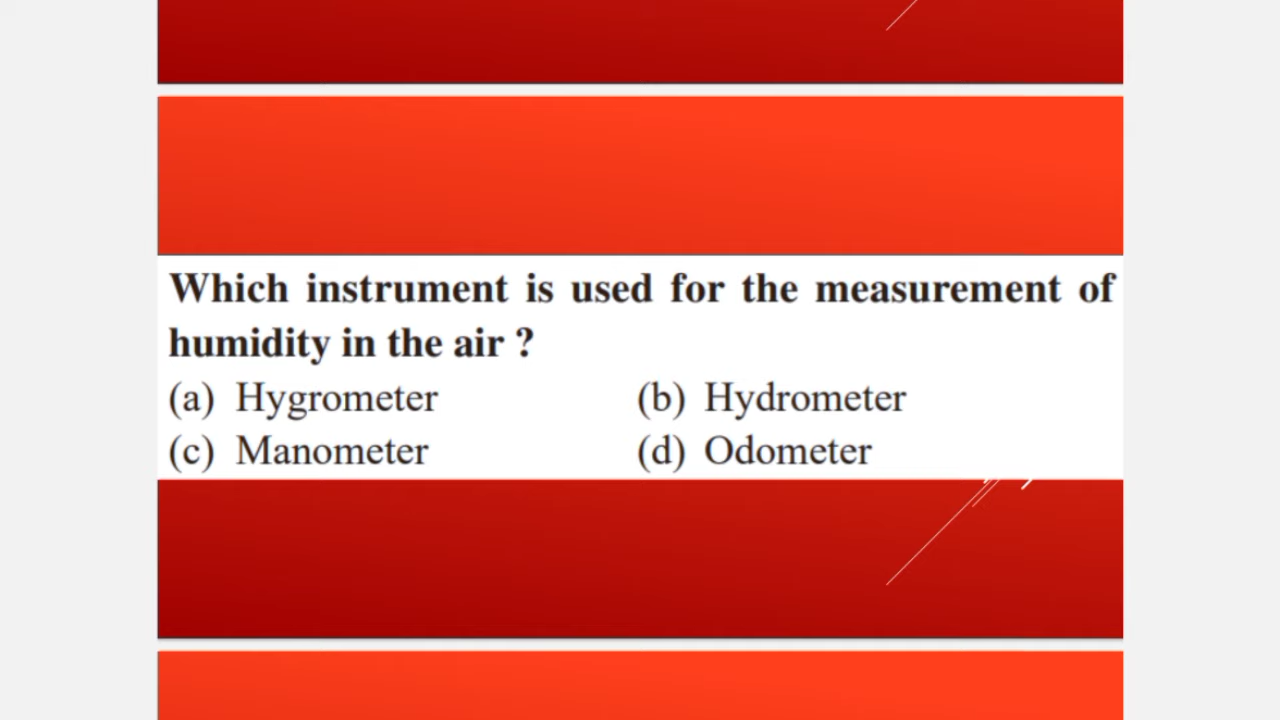 Which instrument is used for the measurement of
humidity in the air ?
(a) Hygrometer (b) Hydrometer
(c) Manometer (d) Odometer